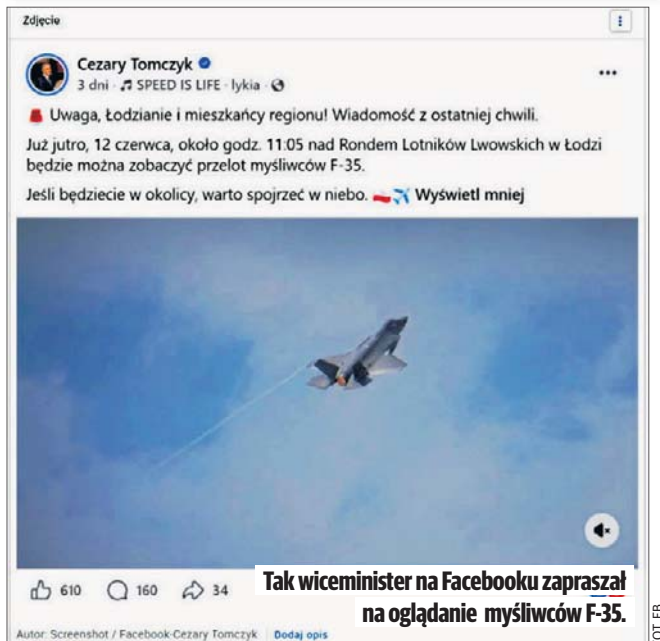 Zdjęcie
Cezary Tomczyk
3 dni · SPEED IS LIFE · lykia ·
Uwaga, Łodzianie i mieszkańcy regionu! Wiadomość z ostatniej chwili.
Już jutro, 12 czerwca, około godz. 11:05 nad Rondem Lotników Lwowskich w Łodzi
będzie można zobaczyć przelot myśliwców F-35.
Jeśli będziecie w okolicy, warto spojrzeć w niebo. Wyświetl mniej
610 160 34
Tak wiceminister na Facebooku zapraszał
na oglądanie myśliwców F-35.
Autor: Screenshot / Facebook-Cezary Tomczyk Dodaj opis